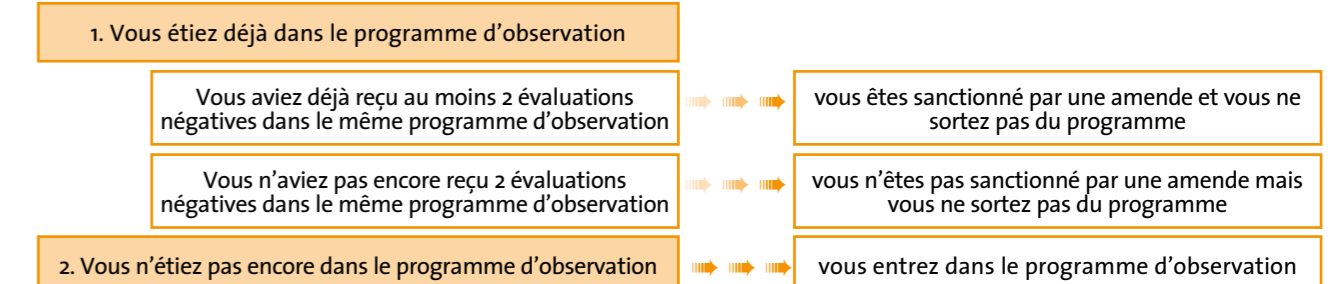 1. Vous étiez déjà dans le programme d’observation
Vous aviez déjà reçu au moins 2 évaluations
négatives dans le même programme d’observation
vous êtes sanctionné par une amende et vous ne
sortez pas du programme
Vous n’aviez pas encore reçu 2 évaluations
négatives dans le même programme d’observation
vous n’êtes pas sanctionné par une amende mais
vous ne sortez pas du programme
2. Vous n’étiez pas encore dans le programme d’observation
vous entrez dans le programme d’observation